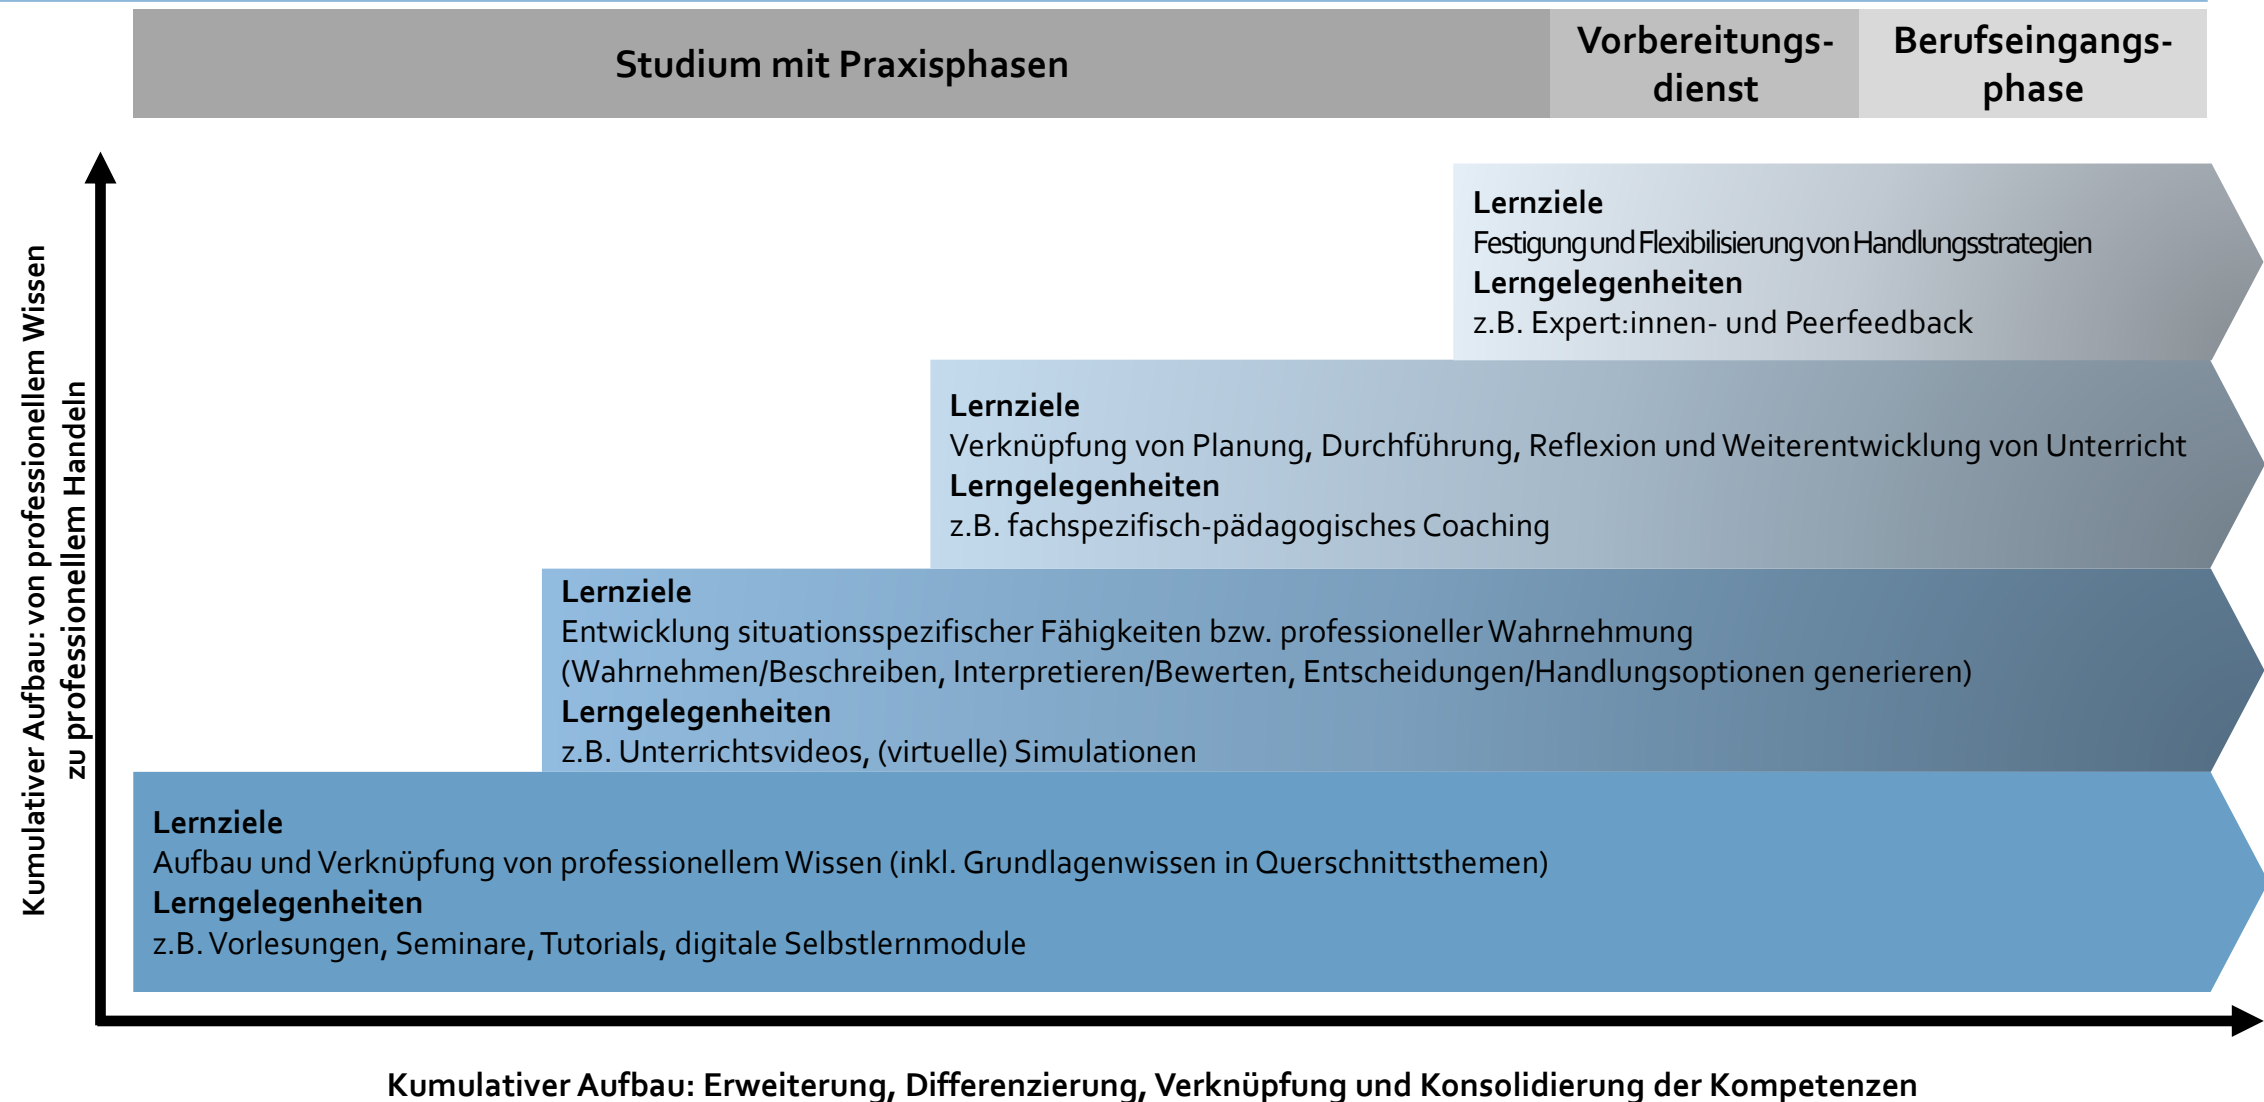 Studium mit Praxisphasen
Vorbereitungs-
dienst
Berufseingangs-
phase
Kumulativer Aufbau: von professionellem Wissen
zu professionellem Handeln
Lernziele
Festigung und Flexibilisierung von Handlungsstrategien
Lerngelegenheiten
z.B. Expert:innen- und Peerfeedback
Lernziele
Verknüpfung von Planung, Durchführung, Reflexion und Weiterentwicklung von Unterricht
Lerngelegenheiten
z.B. fachspezifisch-pädagogisches Coaching
Lernziele
Entwicklung situationsspezifischer Fähigkeiten bzw. professioneller Wahrnehmung
(Wahrnehmen/Beschreiben, Interpretieren/Bewerten, Entscheidungen/Handlungsoptionen generieren)
Lerngelegenheiten
z.B. Unterrichtsvideos, (virtuelle) Simulationen
Lernziele
Aufbau und Verknüpfung von professionellem Wissen (inkl. Grundlagenwissen in Querschnittsthemen)
Lerngelegenheiten
z.B. Vorlesungen, Seminare, Tutorials, digitale Selbstlernmodule
Kumulativer Aufbau: Erweiterung, Differenzierung, Verknüpfung und Konsolidierung der Kompetenzen